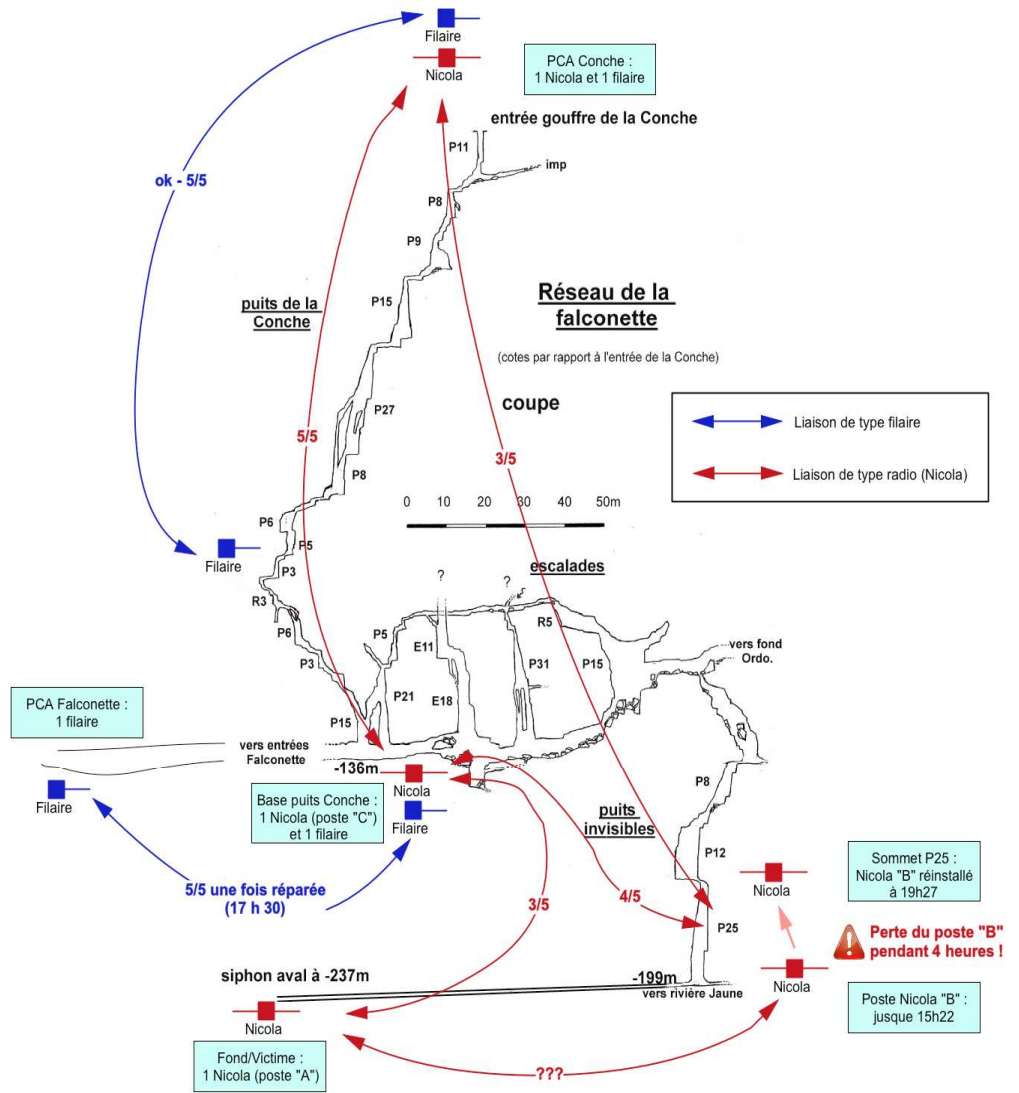 Filaire
Nicola
PCA Conche :
1 Nicola et 1 filaire
entrée gouffre de la Conche
P11
imp
ok - 5/5
P8
P9
puits de la
Conche
P15
Réseau de la
falconette
(cotes par rapport à l'entrée de la Conche)
coupe
P27
5/5
3/5
Liaison de type filaire
Liaison de type radio (Nicola)
P8
0 10 20 30 40 50m
P6
P5
Filaire
P3
escalades
?
?
R3
P6
P5
E11
R5
P3
P31
P15
vers fond
Ordo.
P21
E18
PCA Falconette :
1 filaire
P15
vers entrées
Falconette
-136m
Nicola
Filaire
Base puits Conche :
1 Nicola (poste "C")
et 1 filaire
Filaire
puits
invisibles
P8
P12
Sommet P25 :
Nicola "B" réinstallé
à 19h27
Nicola
5/5 une fois réparée
(17 h 30)
3/5
4/5
P25
Perte du poste "B"
pendant 4 heures !
siphon aval à -237m
-199m
vers rivière Jaune
Nicola
Nicola
Poste Nicola "B" :
jusque 15h22
Fond/Victime :
1 Nicola (poste "A")
???